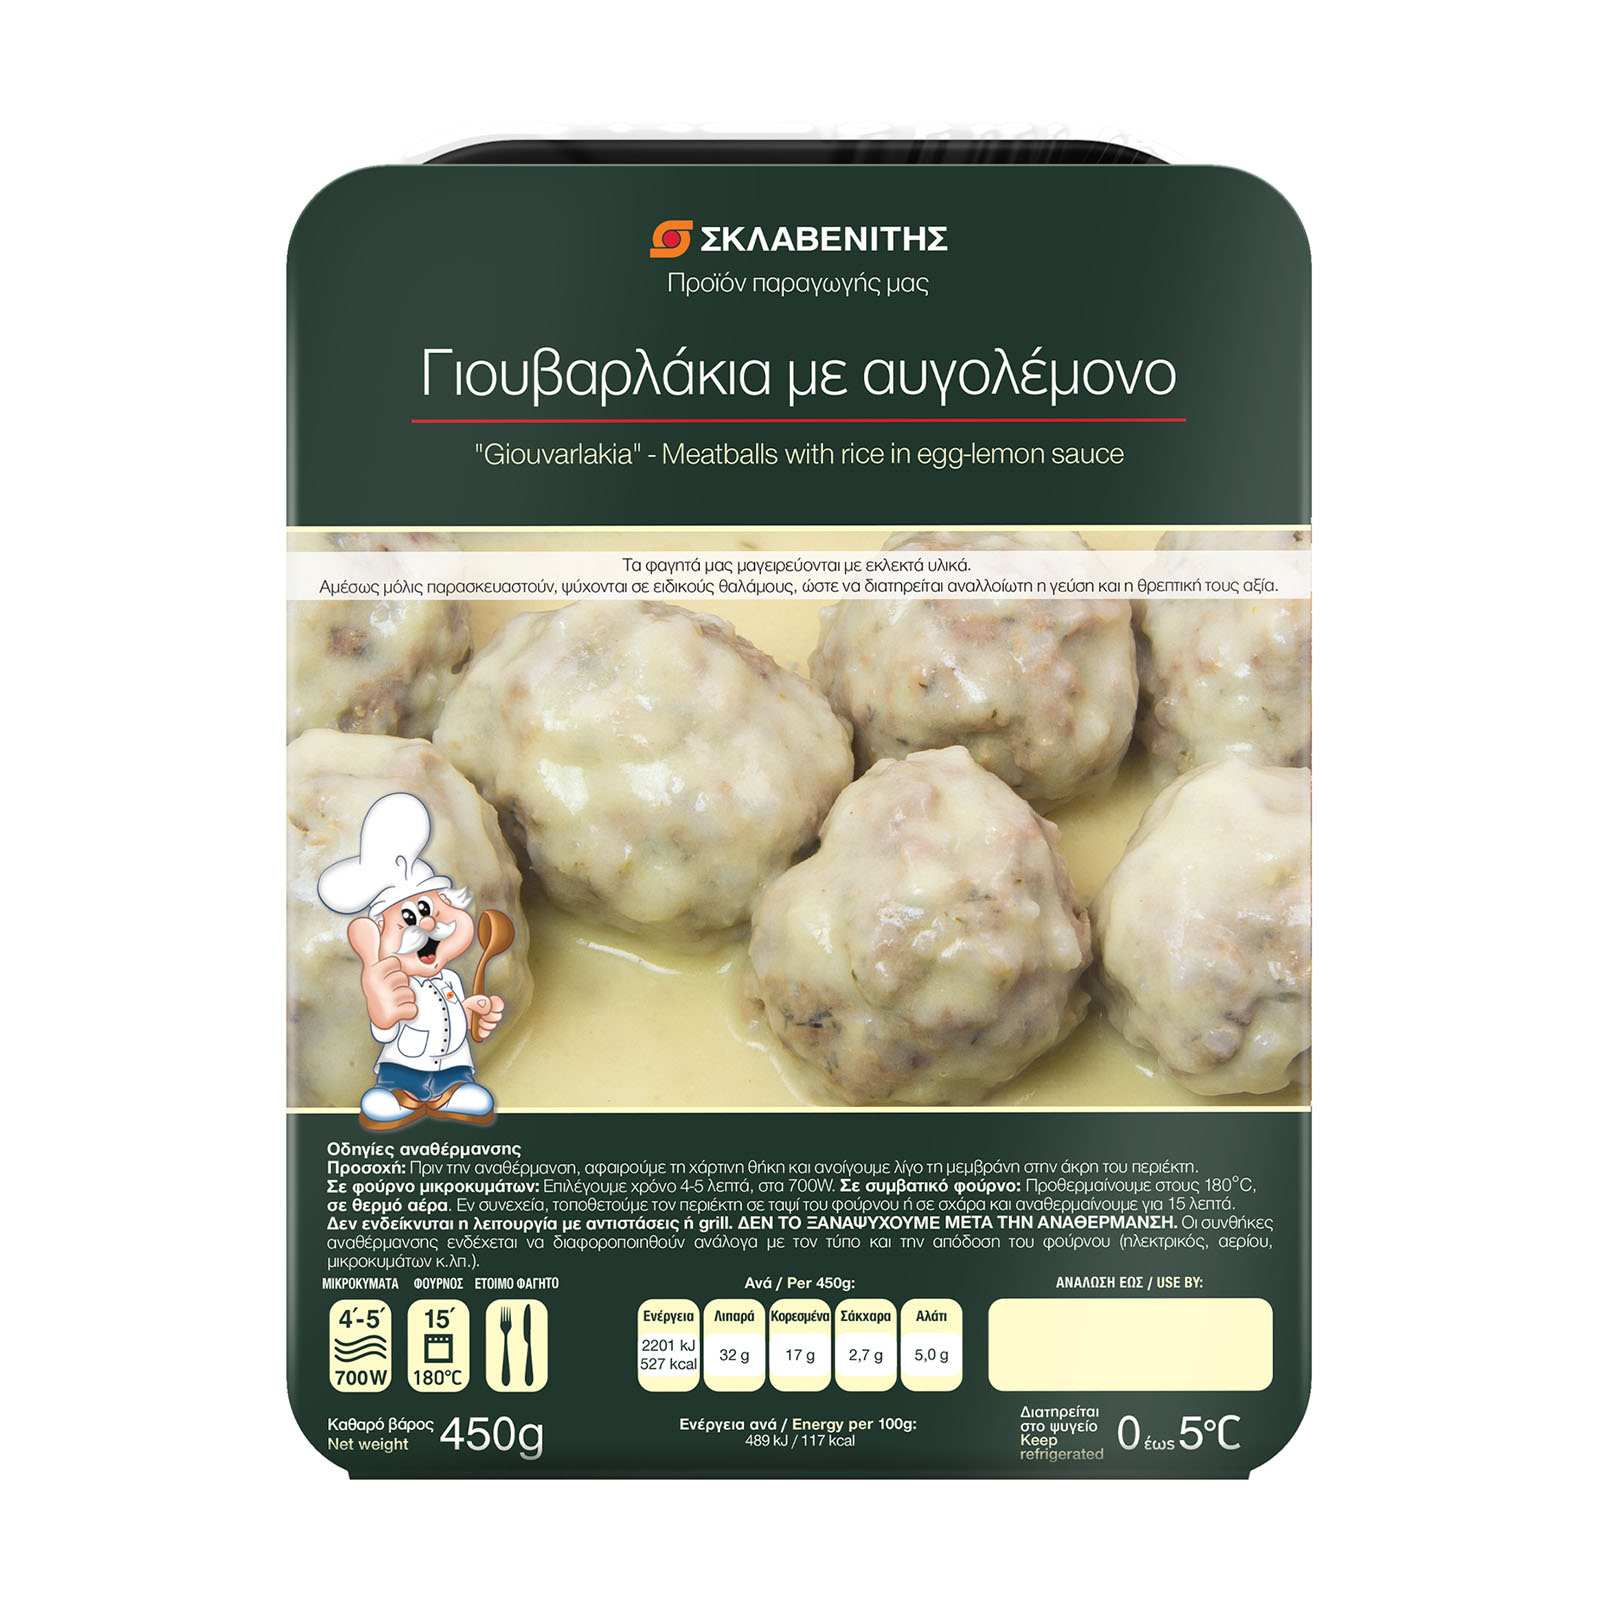 ΣΚΛΑΒΕΝΙΤΗΣ
Προϊόν παραγωγής μας
Γιουβαρλάκια με αυγολέμονο
"Giouvarlakia" - Meatballs with rice in egg-lemon sauce
Τα φαγητά μας μαγειρεύονται με εκλεκτά υλικά.
Αμέσως μόλις παρασκευαστούν, ψύχονται σε ειδικούς θαλάμους, ώστε να διατηρείται αναλλοίωτη η γεύση και η θρεπτική τους αξία.
Οδηγίες αναθέρμανσης
Προσοχή: Πριν την αναθέρμανση, αφαιρούμε τη χάρτινη θήκη και ανοίγουμε λίγο τη μεμβράνη στην άκρη του περιέκτη.
Σε φούρνο μικροκυμάτων: Επιλέγουμε χρόνο 4-5 λεπτά, στα 700W. Σε συμβατικό φούρνο: Προθερμαίνουμε στους 180°C,
σε θερμό αέρα. Εν συνεχεία, τοποθετούμε τον περιέκτη σε ταψί του φούρνου ή σε σχάρα και αναθερμαίνουμε για 15 λεπτά.
Δεν ενδείκνυται η λειτουργία με αντιστάσεις ή grill. ΔΕΝ ΤΟ ΞΑΝΑΨΥΧΟΥΜΕ ΜΕΤΑ ΤΗΝ ΑΝΑΘΕΡΜΑΝΣΗ. Οι συνθήκες
αναθέρμανσης ενδέχεται να διαφοροποιηθούν ανάλογα με τον τύπο και την απόδοση του φούρνου (ηλεκτρικός, αερίου,
μικροκυμάτων κ.λπ.).
ΜΙΚΡΟΚΥΜΑΤΑ ΦΟΥΡΝΟΣ ΕΤΟΙΜΟ ΦΑΓΗΤΟ
4΄-5΄
700W
15΄
180°C
Ανά / Per 450g:
Ενέργεια Λιπαρά Κορεσμένα Σάκχαρα Αλάτι
2201 kJ
527 kcal
32 g 17 g 2,7 g 5,0 g
ΑΝΑΛΩΣΗ ΕΩΣ / USE BY:
Καθαρό βάρος
Net weight
450g
Ενέργεια ανά / Energy per 100g:
489 kJ / 117 kcal
Διατηρείται
στο ψυγείο
Keep
refrigerated
0 έως 5°C